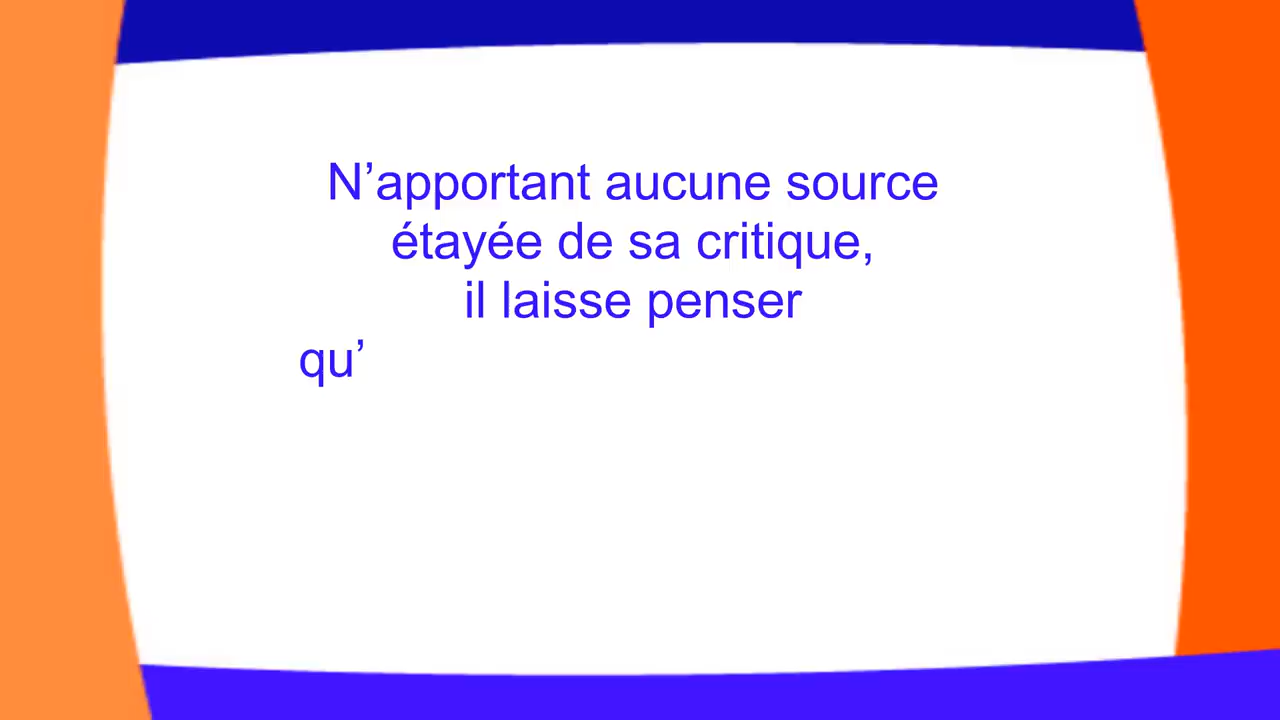 N’apportant aucune source
étayée de sa critique,
il laisse penser
qu’